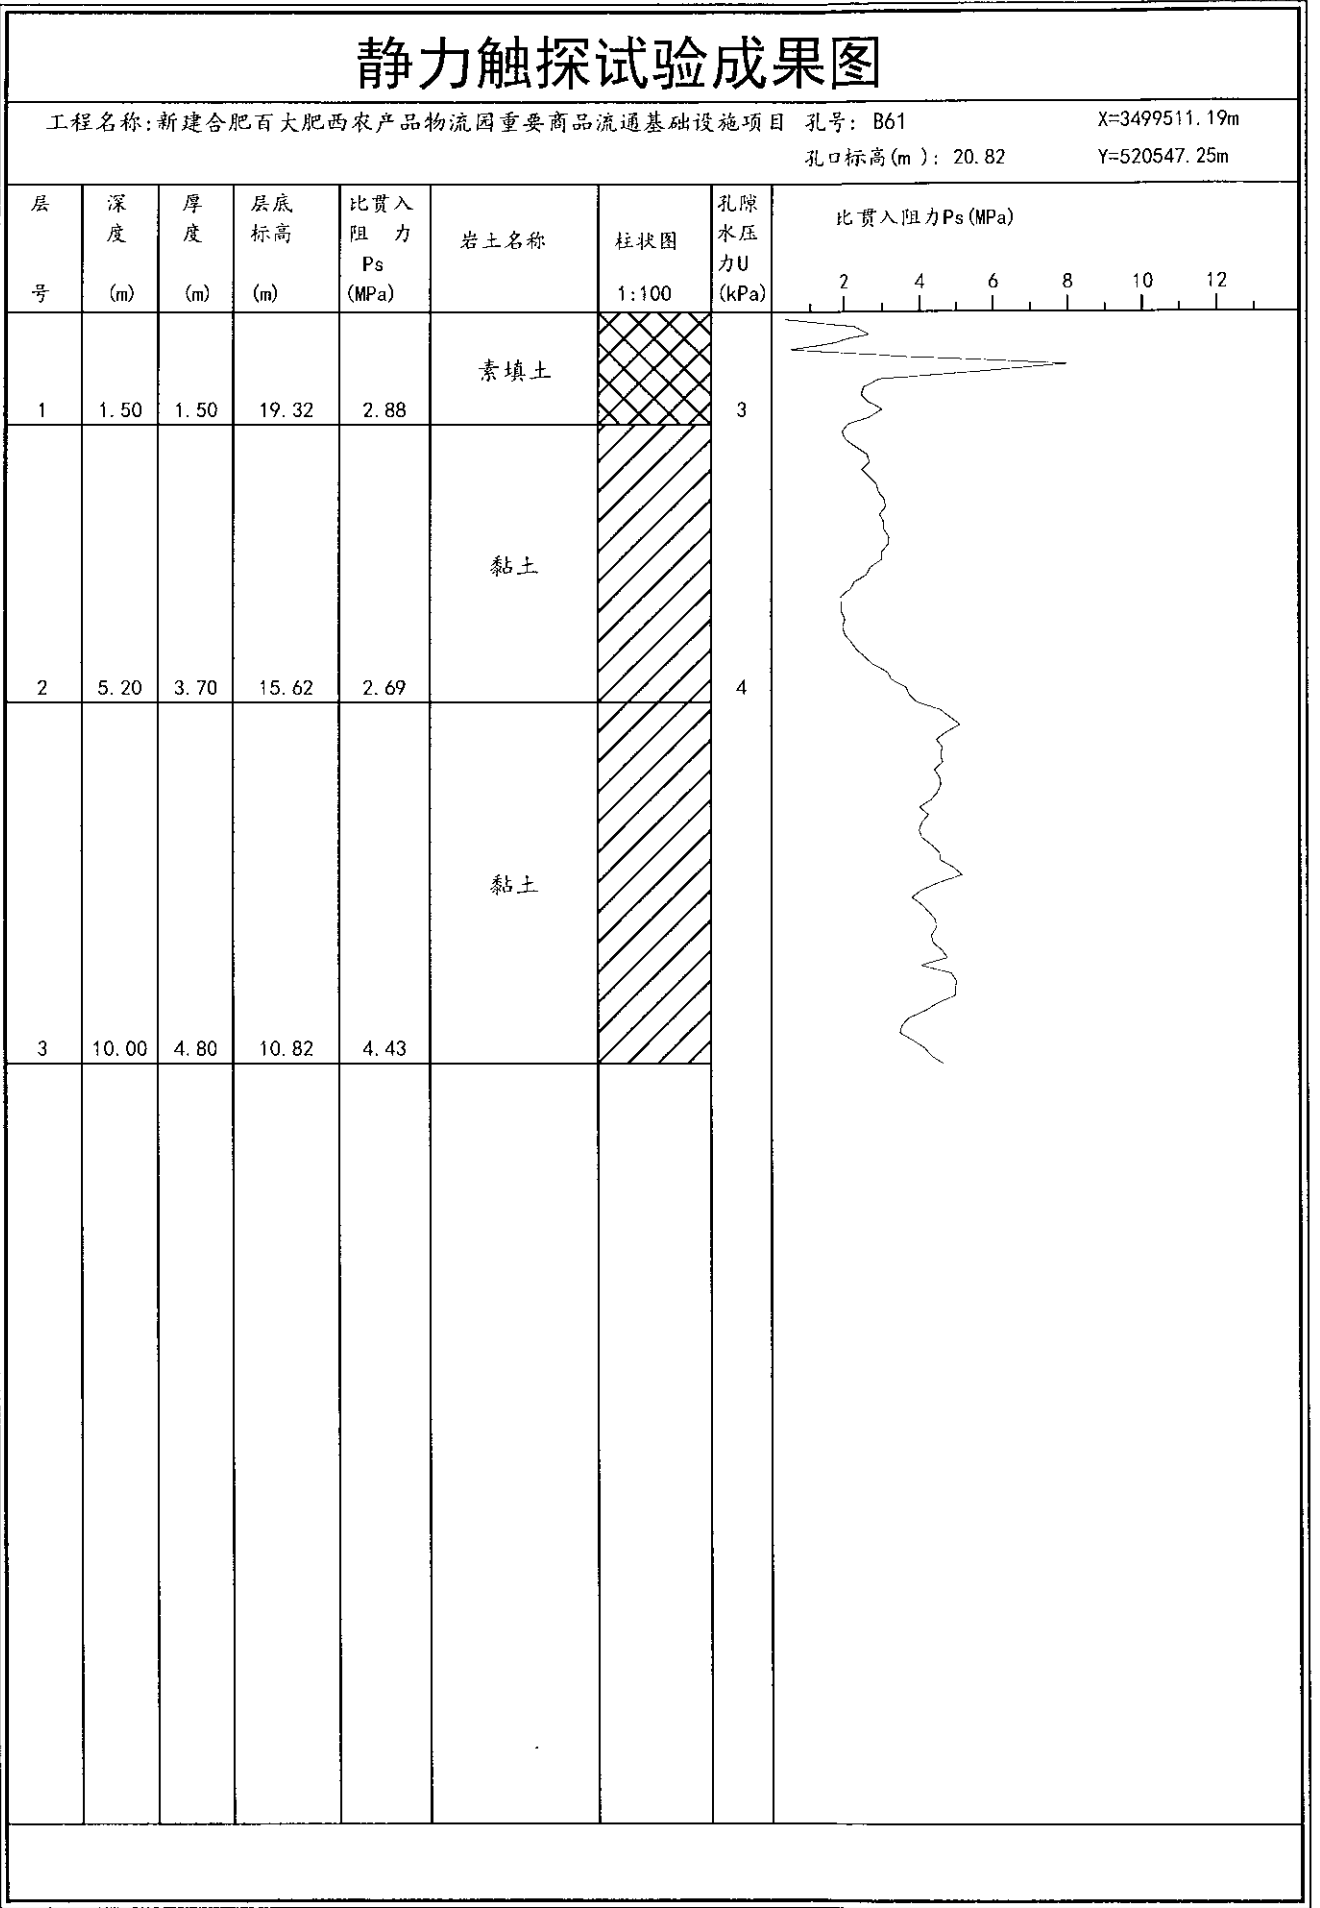 静力触探试验成果图
工程名称:新建合肥百大肥西农产品物流园重要商品流通基础设施项目 孔号: B61 X=3499511.19m
孔口标高(m): 20.82 Y=520547.25m
层号 深度(m) 厚度(m) 层底标高(m) 比贯入阻力Ps(MPa) 岩土名称 柱状图1:100 孔隙水压力U(kPa) 比贯入阻力Ps(MPa)
2 4 6 8 10 12
素填土
1 1.50 1.50 19.32 2.88 3
黏土
2 5.20 3.70 15.62 2.69 4
黏土
3 10.00 4.80 10.82 4.43